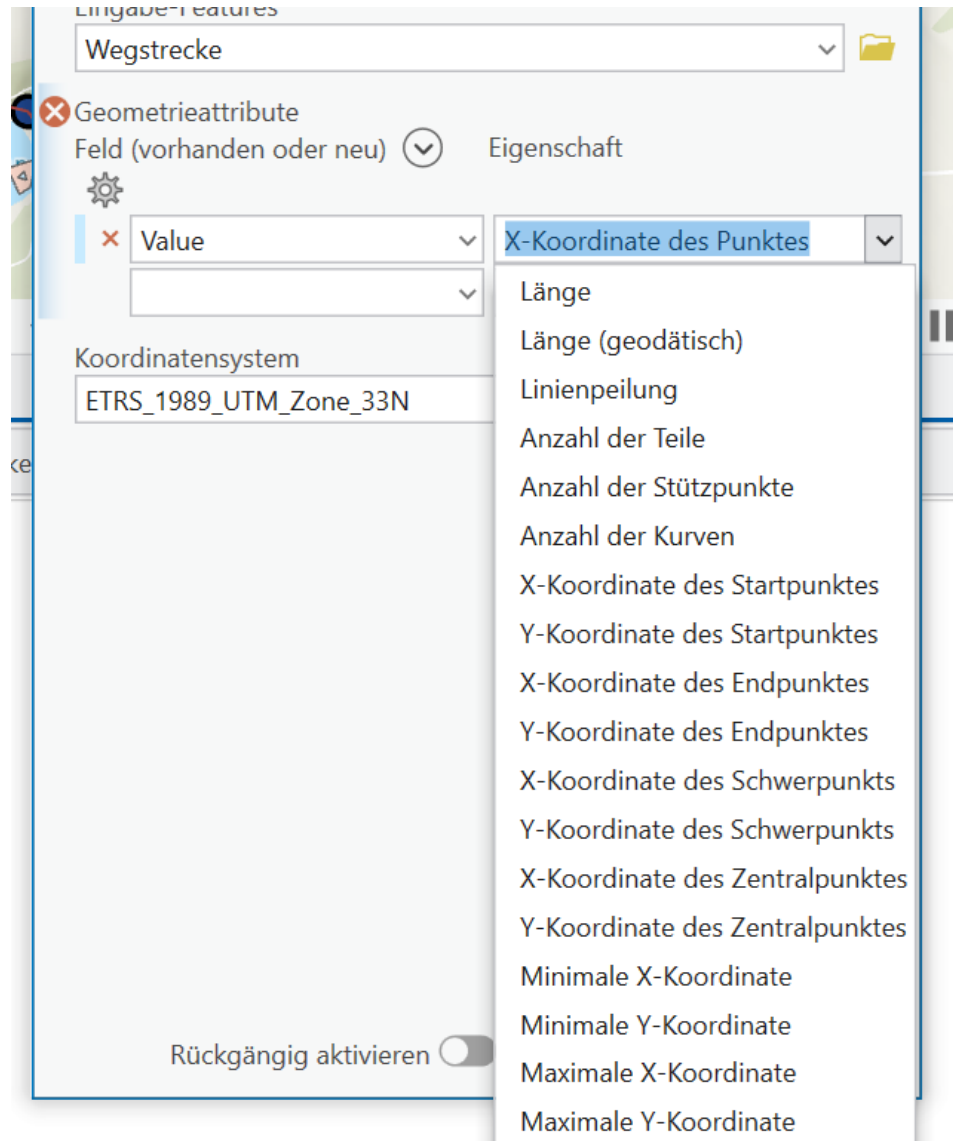 Eingabe-Features
Wegstrecke
Geometrieattribute
Feld (vorhanden oder neu) Eigenschaft
Value X-Koordinate des Punktes
Länge
Länge (geodätisch)
Linienpeilung
Anzahl der Teile
Anzahl der Stützpunkte
Anzahl der Kurven
X-Koordinate des Startpunktes
Y-Koordinate des Startpunktes
X-Koordinate des Endpunktes
Y-Koordinate des Endpunktes
X-Koordinate des Schwerpunkts
Y-Koordinate des Schwerpunkts
X-Koordinate des Zentralpunktes
Y-Koordinate des Zentralpunktes
Minimale X-Koordinate
Minimale Y-Koordinate
Maximale X-Koordinate
Maximale Y-Koordinate
Koordinatensystem
ETRS_1989_UTM_Zone_33N
ke
Rückgängig aktivieren